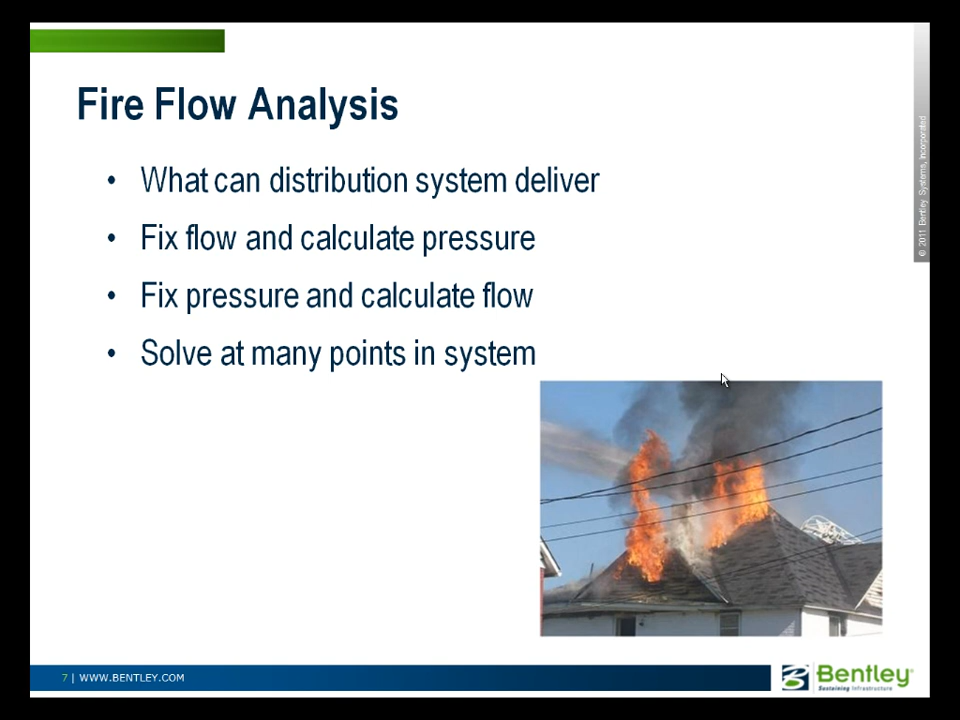 Fire Flow Analysis
• What can distribution system deliver
• Fix flow and calculate pressure
• Fix pressure and calculate flow
• Solve at many points in system
© 2011 Bentley Systems, Incorporated
7 | WWW.BENTLEY.COM
Bentley®
Sustaining Infrastructure